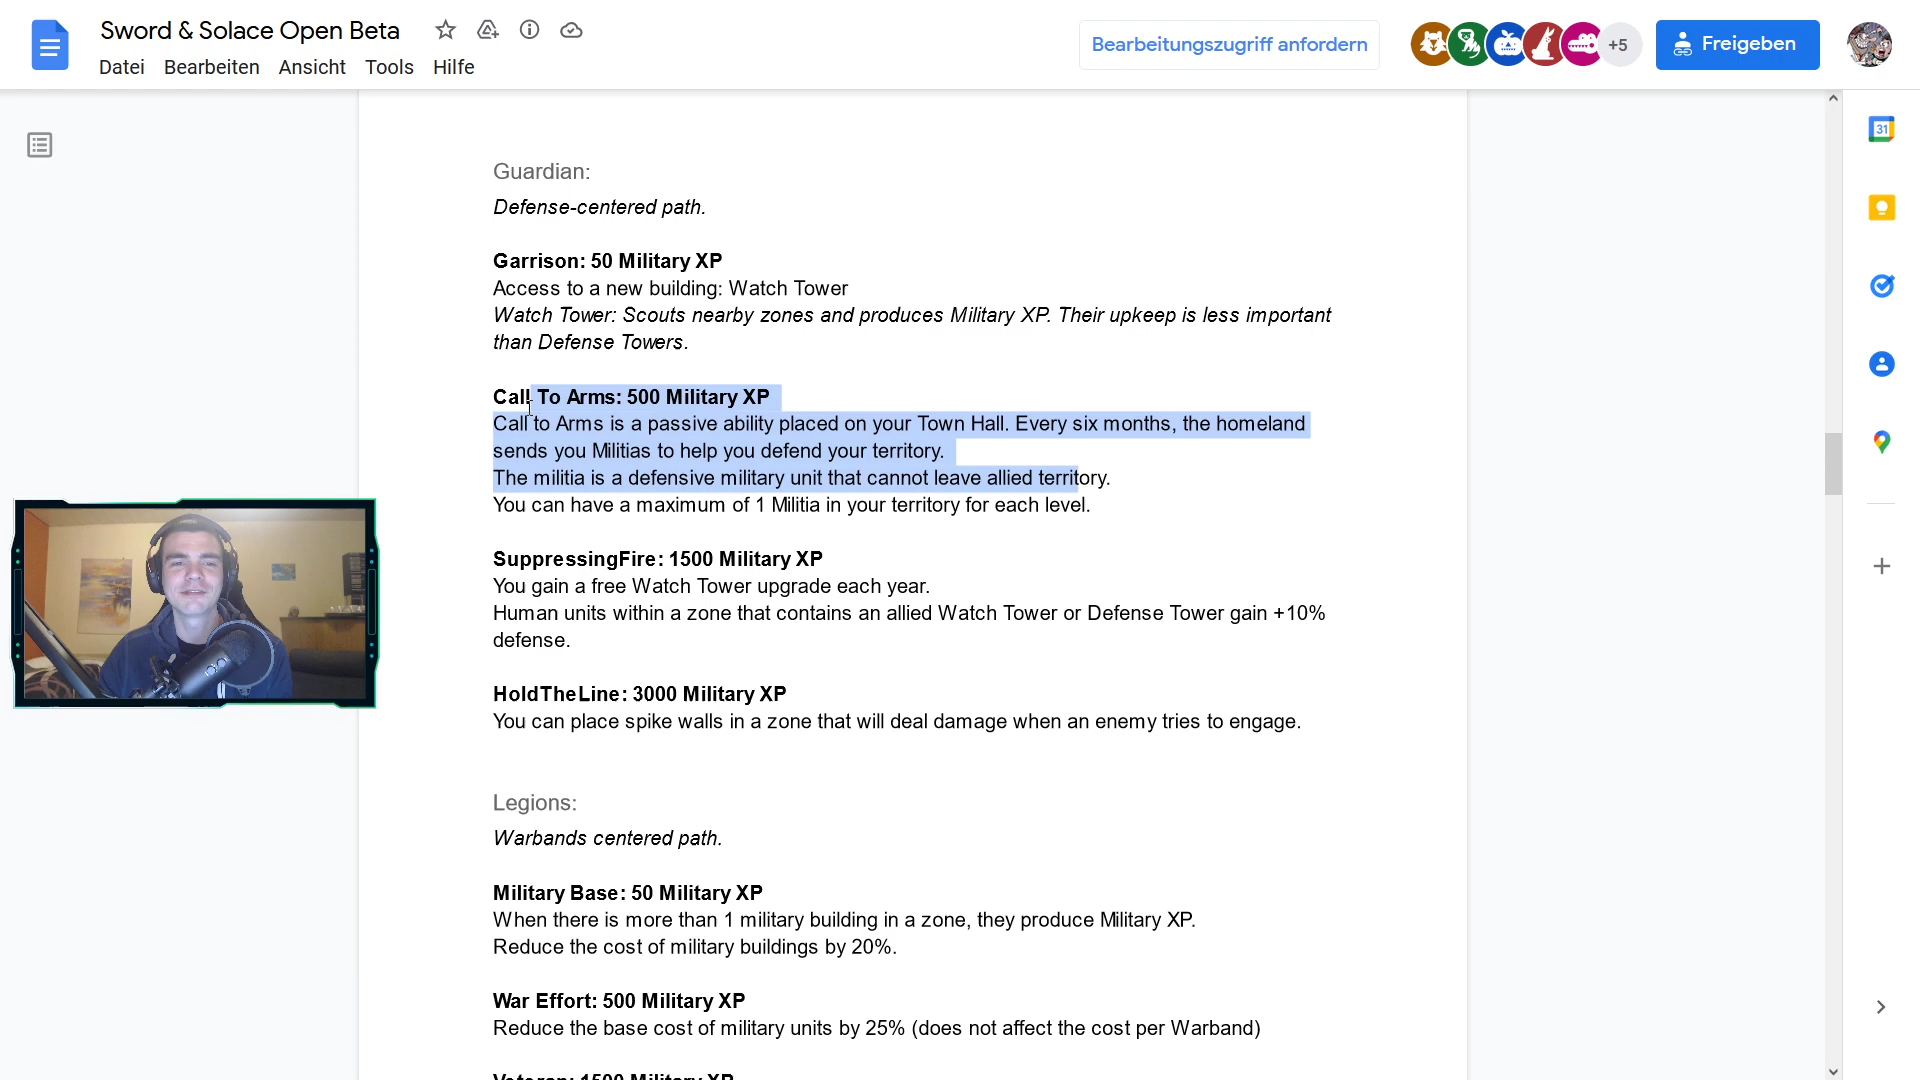 Sword & Solace Open Beta
Datei Bearbeiten Ansicht Tools Hilfe
Bearbeitungszugriff anfordern
+5
Freigeben
31
Guardian:
Defense-centered path.
Garrison: 50 Military XP
Access to a new building: Watch Tower
Watch Tower: Scouts nearby zones and produces Military XP. Their upkeep is less important
than Defense Towers.
Call To Arms: 500 Military XP
Call to Arms is a passive ability placed on your Town Hall. Every six months, the homeland
sends you Militias to help you defend your territory.
The militia is a defensive military unit that cannot leave allied territory.
You can have a maximum of 1 Militia in your territory for each level.
SuppressingFire: 1500 Military XP
You gain a free Watch Tower upgrade each year.
Human units within a zone that contains an allied Watch Tower or Defense Tower gain +10%
defense.
HoldTheLine: 3000 Military XP
You can place spike walls in a zone that will deal damage when an enemy tries to engage.
Legions:
Warbands centered path.
Military Base: 50 Military XP
When there is more than 1 military building in a zone, they produce Military XP.
Reduce the cost of military buildings by 20%.
War Effort: 500 Military XP
Reduce the base cost of military units by 25% (does not affect the cost per Warband)
Veteran: 1500 Military XP